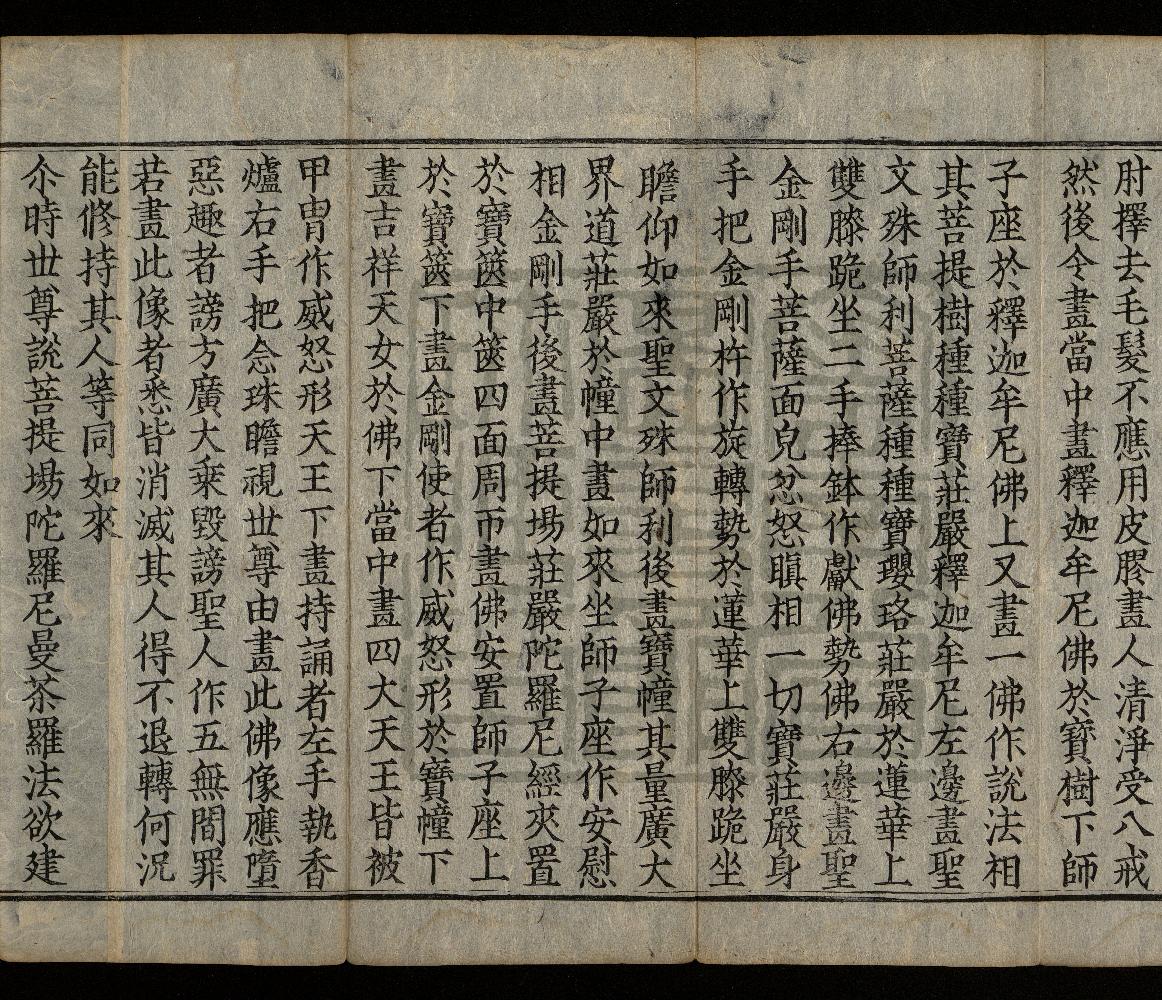 肘擇去毛髮不應用皮膠畫人清淨受八戒
然後令畫當中畫釋迦牟尼佛於寶樹下師
子座於釋迦牟尼佛上又畫一佛作說法相
其菩提樹種種寶莊嚴釋迦牟尼左邊畫聖
文殊師利菩薩種種寶瓔珞莊嚴於蓮華上
雙膝跪坐二手捧鉢作獻佛勢佛右邊畫聖
金剛手菩薩面皃忿怒瞋相一切寶莊嚴身
手把金剛杵作旋轉勢於蓮華上雙膝跪坐
瞻仰如來聖文殊師利後畫寶幢其量廣大
界道莊嚴於幢中畫如來坐師子座作安慰
相金剛手後畫菩提場莊嚴陀羅尼經夾置
於寶篋中篋四面周帀畫佛安置師子座上
於寶篋下畫金剛使者作威怒形於寶幢下
畫吉祥天女於佛下當中畫四大天王皆被
甲冑作威怒形天王下畫持誦者左手執香
爐右手把念珠瞻視世尊由畫此佛像應墮
惡趣者謗方廣大乗毀謗聖人作五無間罪
若畫此像者悉皆消滅其人得不退轉何況
能修持其人等同如來
尒時世尊說菩提場陀羅尼曼荼羅法欲建